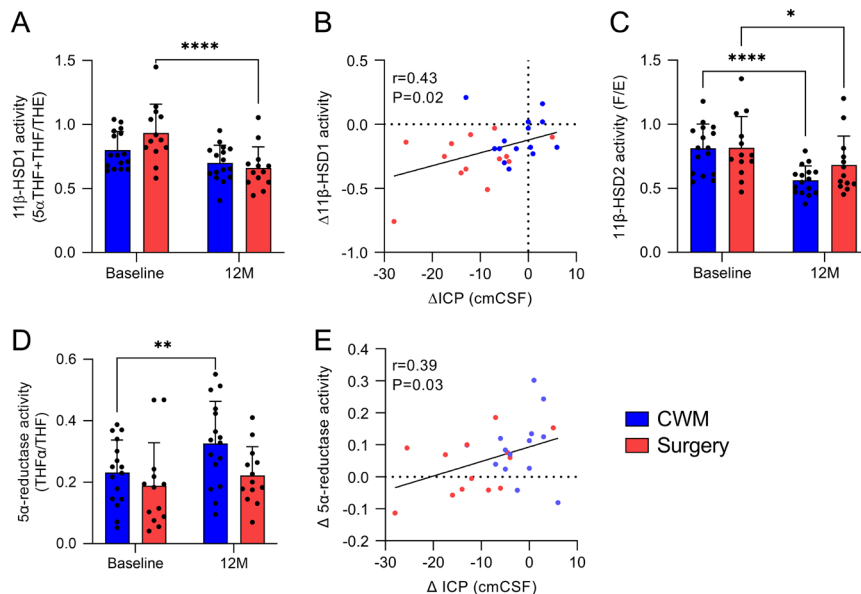 A
1.5
1.0
0.5
0.0
11β-HSD1 activity
(5αTHF+THF/THE)
****
Baseline
12M
B
0.5
0.0
-0.5
-1.0
Δ11β-HSD1 activity
r=0.43
P=0.02
-30
-20
-10
0
10
ΔICP (cmCSF)
C
1.5
1.0
0.5
0.0
11β-HSD2 activity (F/E)
*
****
Baseline
12M
D
0.6
0.4
0.2
0.0
5α-reductase activity
(THFα/THF)
**
Baseline
12M
E
0.4
0.3
0.2
0.1
0.0
-0.1
-0.2
Δ 5α-reductase activity
r=0.39
P=0.03
-30
-20
-10
0
10
Δ ICP (cmCSF)
CWM
Surgery